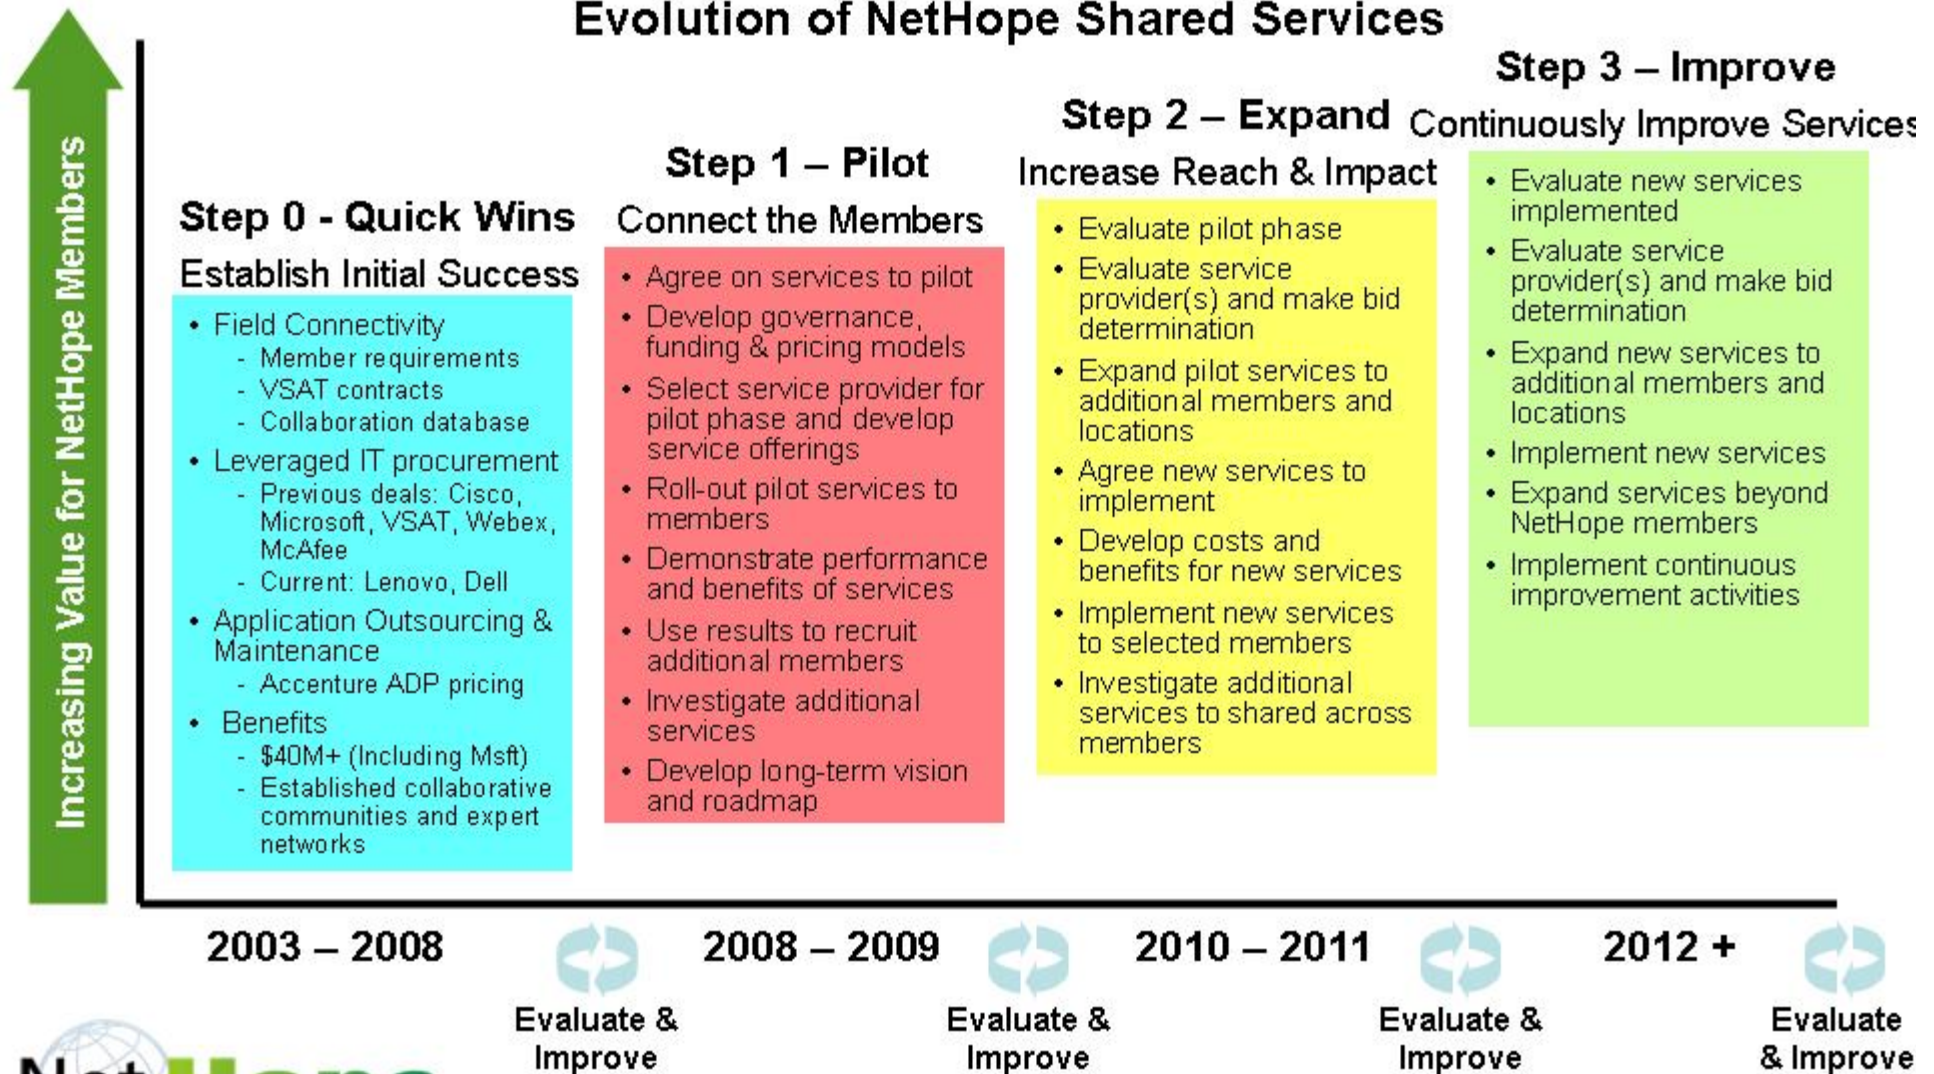 Evolution of NetHope Shared Services
Increasing Value for NetHope Members
Step 0 - Quick Wins
Establish Initial Success
• Field Connectivity
- Member requirements
- VSAT contracts
- Collaboration database
• Leveraged IT procurement
- Previous deals: Cisco,
Microsoft, VSAT, Webex,
McAfee
- Current: Lenovo, Dell
• Application Outsourcing &
Maintenance
- Accenture ADP pricing
• Benefits
- $40M+ (Including Msft)
- Established collaborative
communities and expert
networks
Step 1 – Pilot
Connect the Members
• Agree on services to pilot
• Develop governance,
funding & pricing models
• Select service provider for
pilot phase and develop
service offerings
• Roll-out pilot services to
members
• Demonstrate performance
and benefits of services
• Use results to recruit
additional members
• Investigate additional
services
• Develop long-term vision
and roadmap
Step 2 – Expand
Increase Reach & Impact
• Evaluate pilot phase
• Evaluate service
provider(s) and make bid
determination
• Expand pilot services to
additional members and
locations
• Agree new services to
implement
• Develop costs and
benefits for new services
• Implement new services
to selected members
• Investigate additional
services to shared across
members
Step 3 – Improve
Continuously Improve Services
• Evaluate new services
implemented
• Evaluate service
provider(s) and make bid
determination
• Expand new services to
additional members and
locations
• Implement new services
• Expand services beyond
NetHope members
• Implement continuous
improvement activities
2003 – 2008
2008 – 2009
2010 – 2011
2012 +
Evaluate &
Improve
Evaluate &
Improve
Evaluate &
Improve
Evaluate
& Improve
NetHope